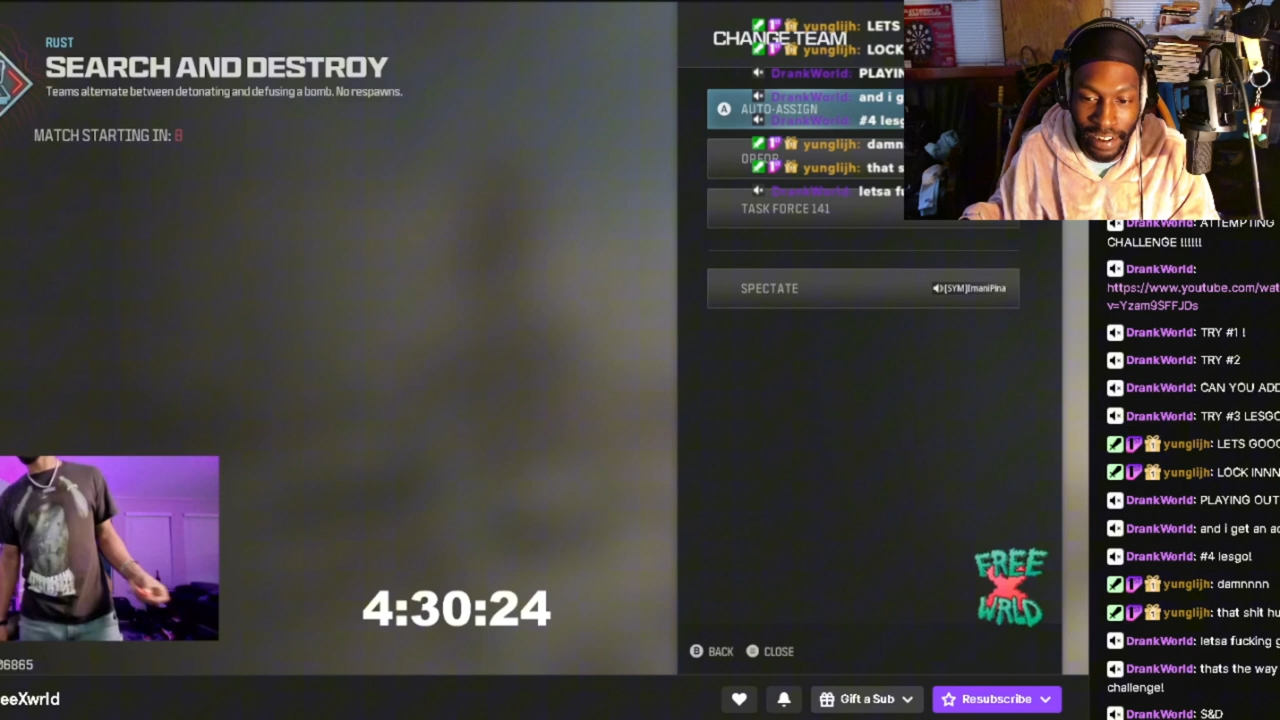 RUST
SEARCH AND DESTROY
Teams alternate between detonating and defusing a bomb. No respawns.
MATCH STARTING IN: 8
CHANGE TEAM
yunglijh: LETS
yunglijh: LOCK
DrankWorld: PLAYIN
and i g
A AUTO-ASSIGN
DrankWorld: #4 lesg
yunglijh: damn
OPFOR
yunglijh: that s
DrankWorld: letsa fu
TASK FORCE 141
SPECTATE
[SYM]ImaniPina
FREE
X
WRLD
4:30:24
B BACK
CLOSE
06865
eeXwrld
Gift a Sub
Resubscribe
DrankWorld: ATTEMPTING
CHALLENGE !!!!!!
DrankWorld:
https://www.youtube.com/wat
v=Yzam9SFFJDs
DrankWorld: TRY #1 !
DrankWorld: TRY #2
DrankWorld: CAN YOU ADD
DrankWorld: TRY #3 LESGO
yunglijh: LETS GOOO
yunglijh: LOCK INNN
DrankWorld: PLAYING OUT
DrankWorld: and i get an ac
DrankWorld: #4 lesgo!
yunglijh: damnnnn
yunglijh: that shit hu
DrankWorld: letsa fucking g
DrankWorld: thats the way
challenge!
DrankWorld: S&D